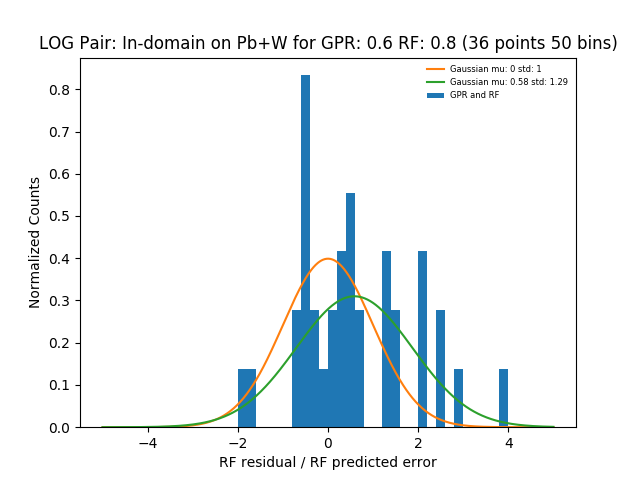 LOG Pair: In-domain on Pb+W for GPR: 0.6 RF: 0.8 (36 points 50 bins)
Gaussian mu: 0 std: 1
Gaussian mu: 0.58 std: 1.29
GPR and RF
Normalized Counts
0.8
0.7
0.6
0.5
0.4
0.3
0.2
0.1
0.0
−4 −2 0 2 4
RF residual / RF predicted error